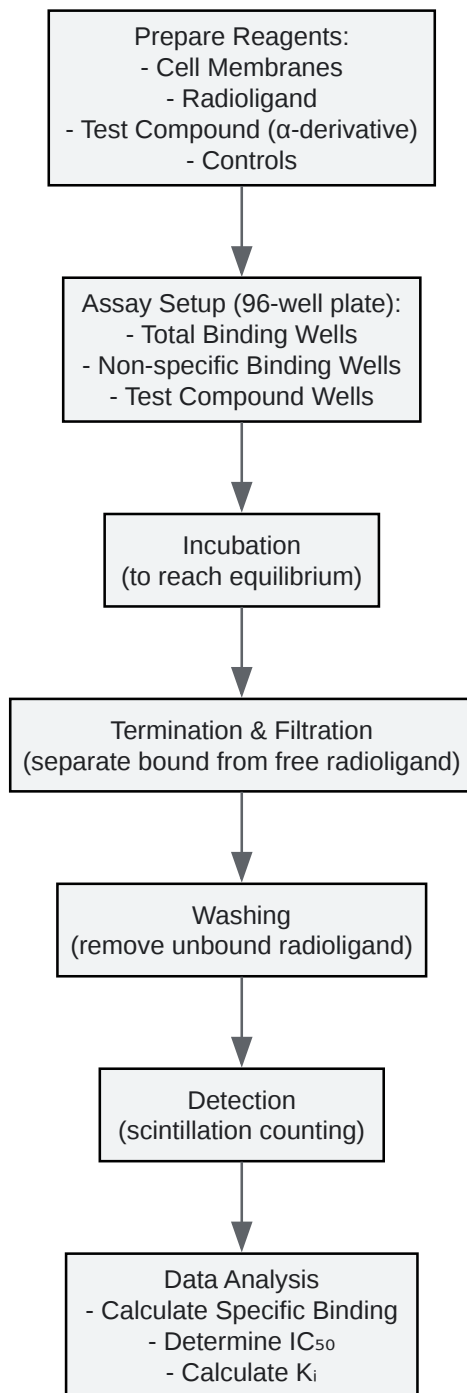 Prepare Reagents:
- Cell Membranes
- Radioligand
- Test Compound (α-derivative)
- Controls
Assay Setup (96-well plate):
- Total Binding Wells
- Non-specific Binding Wells
- Test Compound Wells
Incubation
(to reach equilibrium)
Termination & Filtration
(separate bound from free radioligand)
Washing
(remove unbound radioligand)
Detection
(scintillation counting)
Data Analysis
- Calculate Specific Binding
- Determine IC₅₀
- Calculate Kᵢ